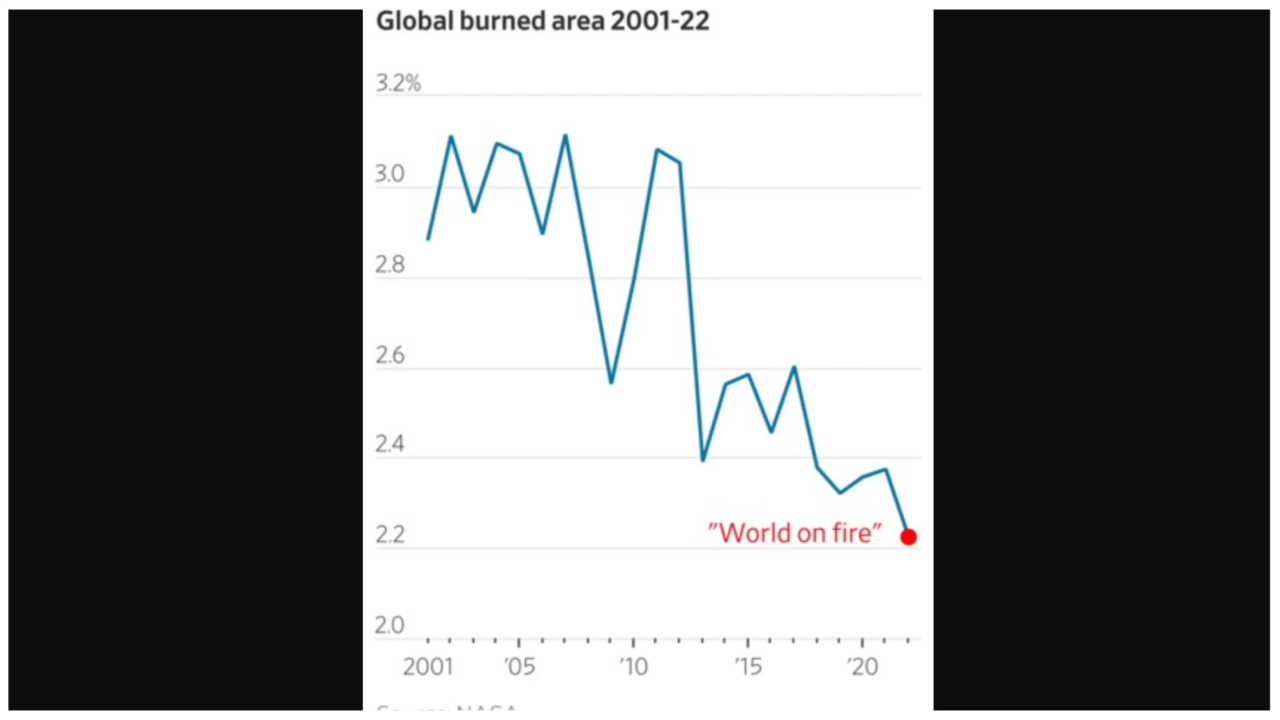 Global burned area 2001-22
3.2%
3.0
2.8
2.6
2.4
"World on fire"
2.2
2.0
2001 '05 '10 '15 '20